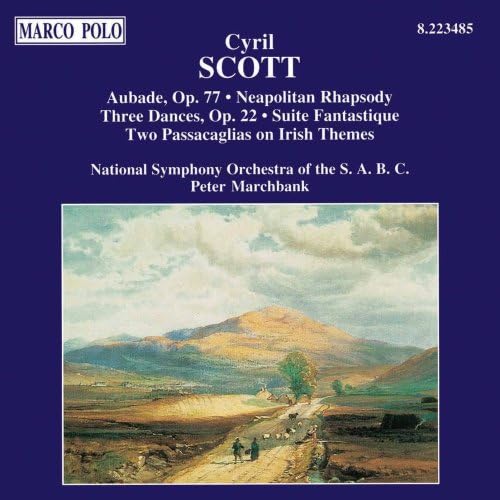 MARCO POLO
8.223485
Cyril
SCOTT
Aubade, Op. 77 • Neapolitan Rhapsody
Three Dances, Op. 22 • Suite Fantastique
Two Passacaglias on Irish Themes
National Symphony Orchestra of the S. A. B. C.
Peter Marchbank